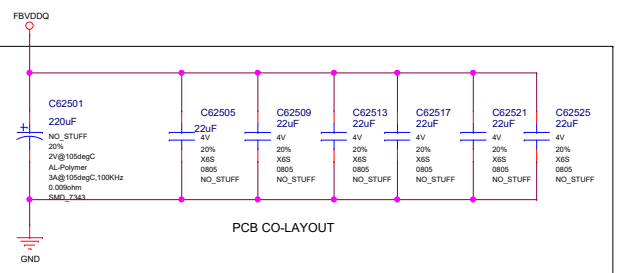 FBVDDQ
C62501
220uF
NO_STUFF
20%
2V@105degC
AL-Polymer
3A@105degC,100KHz
0.009ohm
SMD_7343
C62505
22uF
4V
20%
X6S
0805
NO_STUFF
C62509
22uF
4V
20%
X6S
0805
NO_STUFF
C62513
22uF
4V
20%
X6S
0805
NO_STUFF
C62517
22uF
4V
20%
X6S
0805
NO_STUFF
C62521
22uF
4V
20%
X6S
0805
NO_STUFF
C62525
22uF
4V
20%
X6S
0805
NO_STUFF
PCB CO-LAYOUT
GND